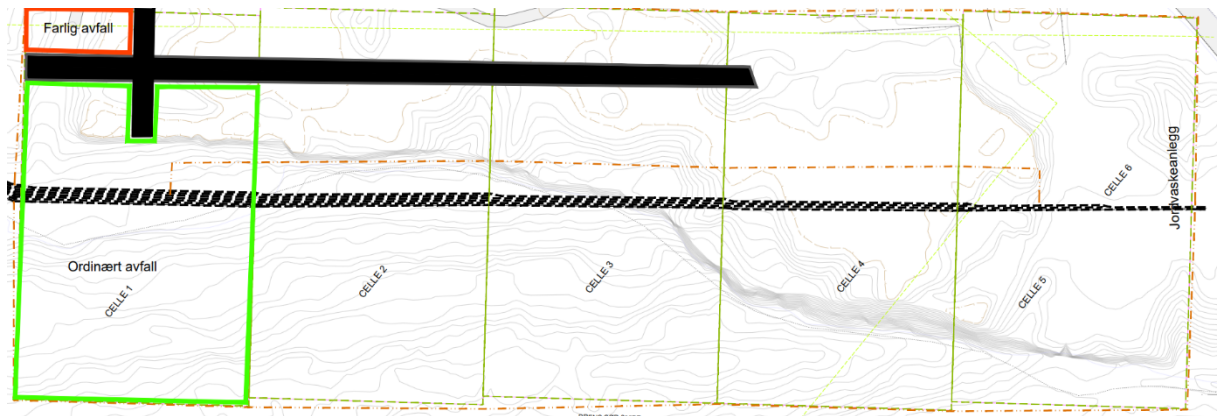 Farlig avfall
Ordinært avfall
CELLE 1
CELLE 2
CELLE 3
CELLE 4
CELLE 5
CELLE 6
Jordvaskeanlegg